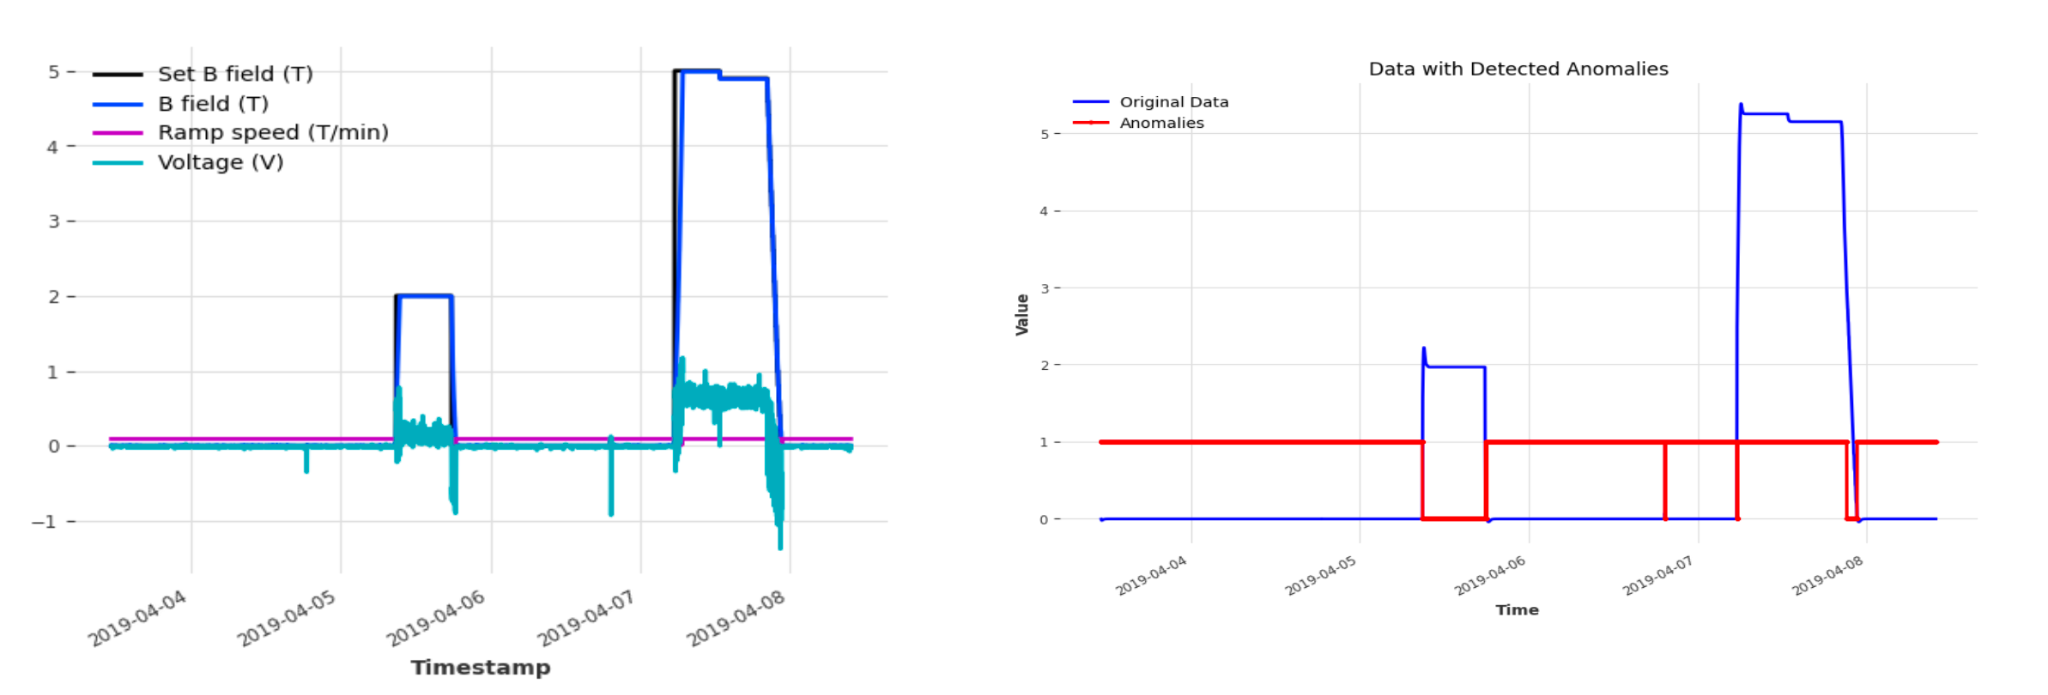 5
4
3
2
1
0
−1
Set B field (T)
B field (T)
Ramp speed (T/min)
Voltage (V)
2019-04-04
2019-04-05
2019-04-06
2019-04-07
2019-04-08
Timestamp
Data with Detected Anomalies
Original Data
Anomalies
Value
5
4
3
2
1
0
2019-04-04
2019-04-05
2019-04-06
2019-04-07
2019-04-08
Time